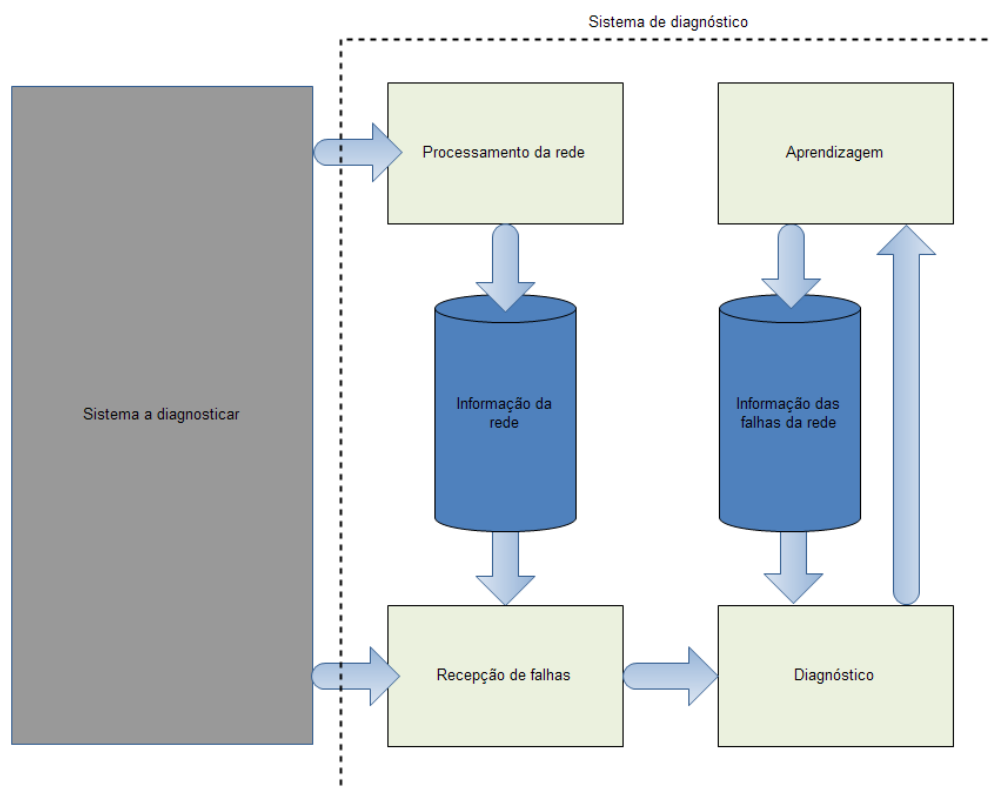 Sistema de diagnóstico
Processamento da rede
Aprendizagem
Informação da
rede
Informação das
falhas da rede
Sistema a diagnosticar
Recepção de falhas
Diagnóstico